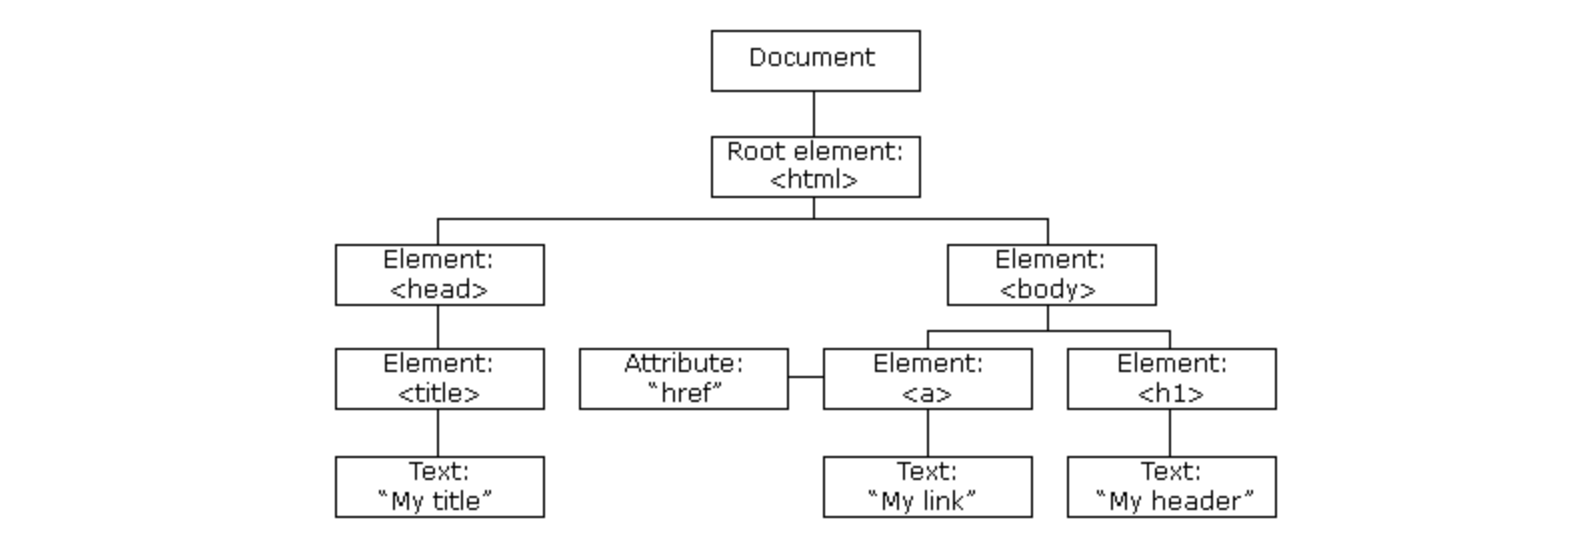 Document
Root element:
<html>
Element:
<head>
Element:
<body>
Element:
<title>
Attribute:
“href”
Element:
<a>
Element:
<h1>
Text:
“My title”
Text:
“My link”
Text:
“My header”